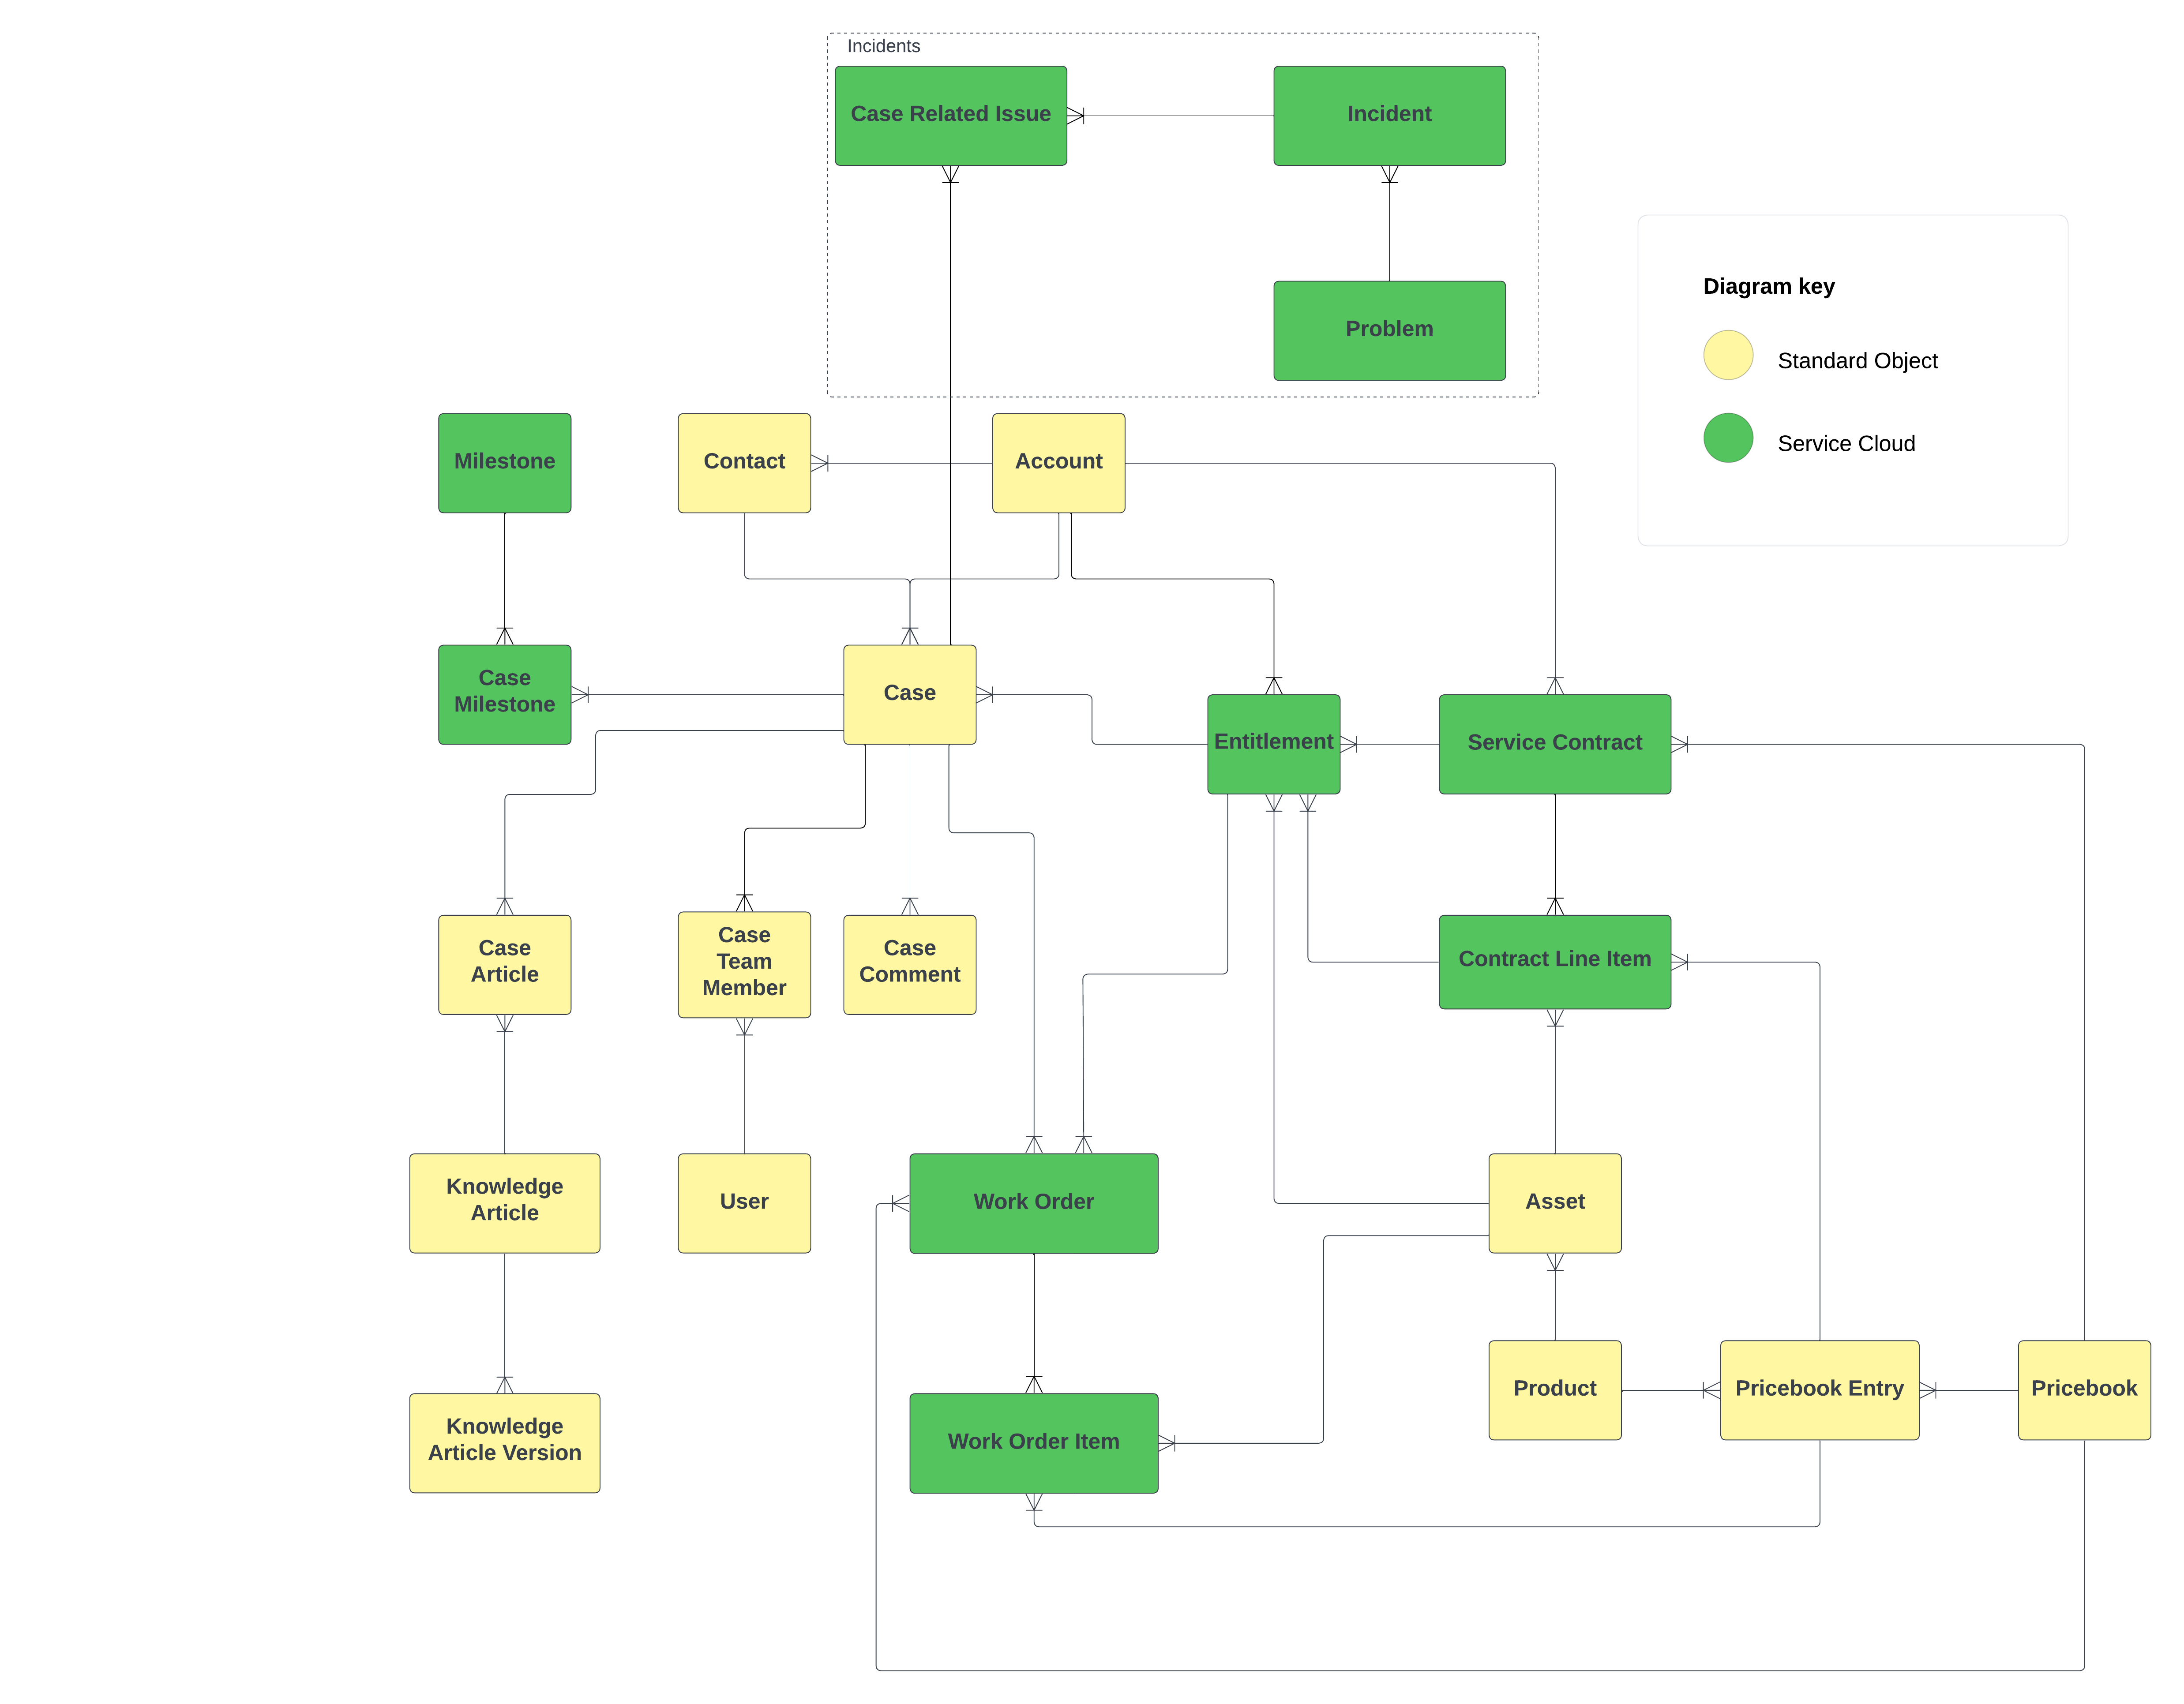 Incidents
Case Related Issue
Incident
Problem
Diagram key
Standard Object
Service Cloud
Milestone
Contact
Account
Case
Milestone
Case
Entitlement
Service Contract
Case
Article
Case
Team
Member
Case
Comment
Contract Line Item
Knowledge
Article
User
Work Order
Asset
Product
Pricebook Entry
Pricebook
Knowledge
Article Version
Work Order Item